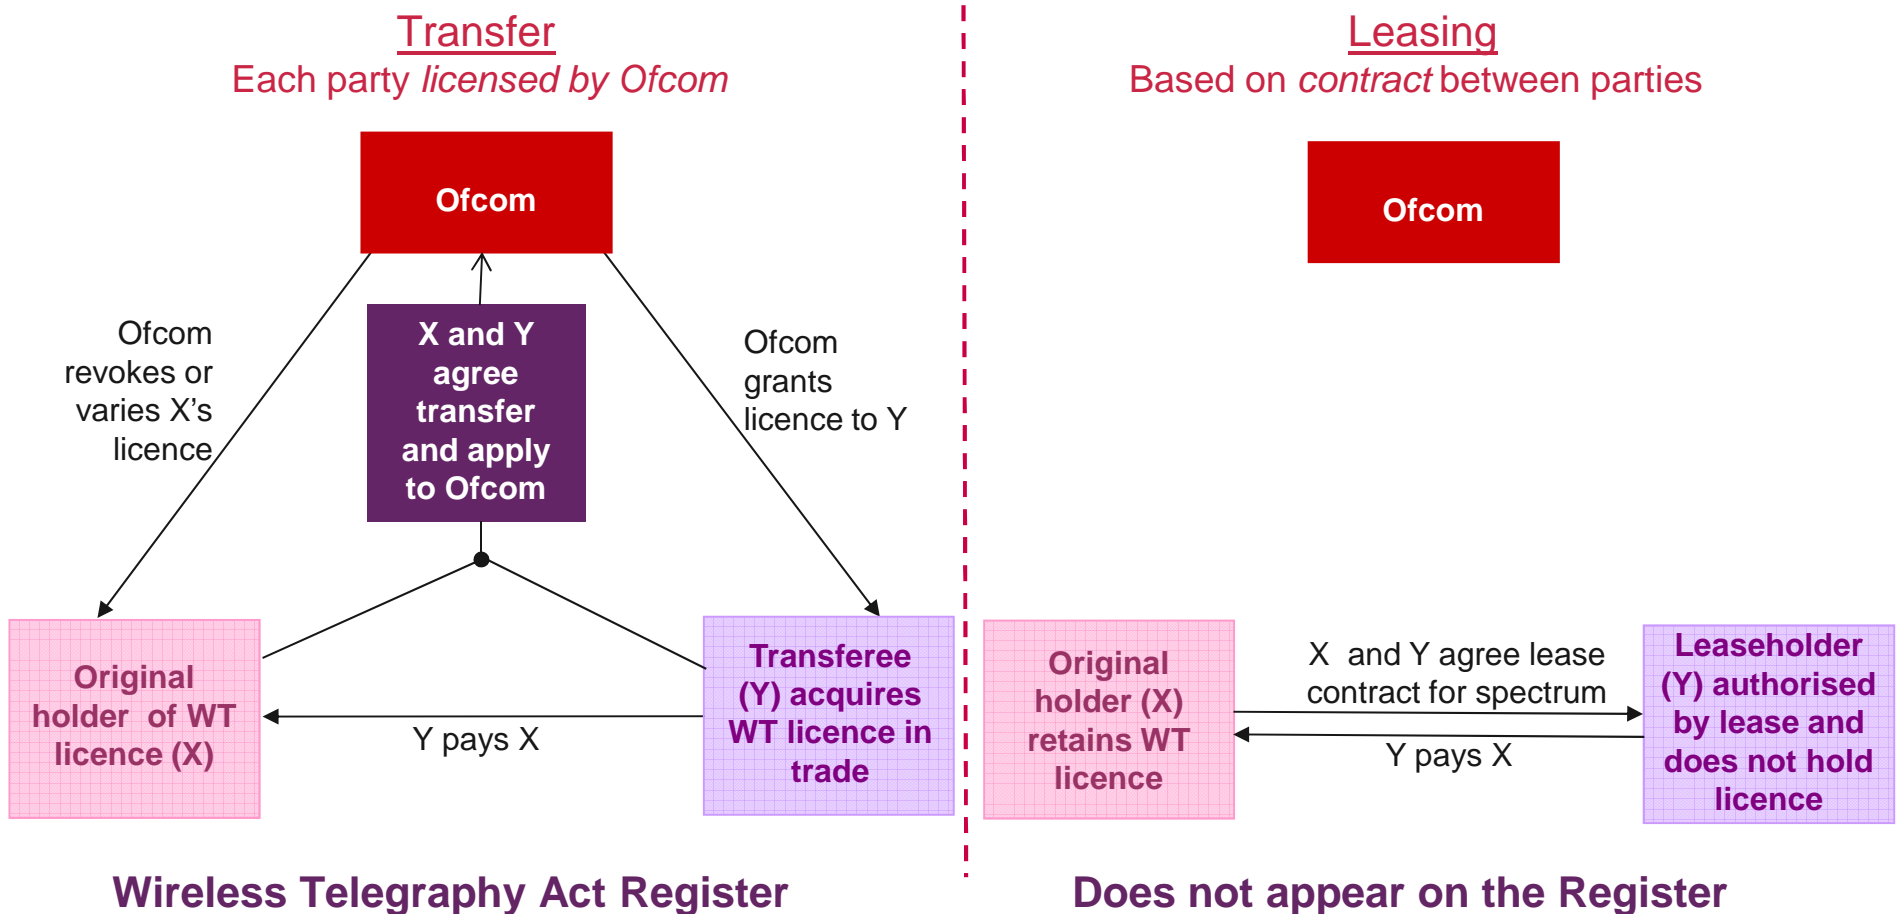 Transfer
Each party licensed by Ofcom
Ofcom
X and Y
agree
transfer
and apply
to Ofcom
Ofcom
revokes or
varies X’s
licence
Ofcom
grants
licence to Y
Original
holder of WT
licence (X)
Y pays X
Transferee
(Y) acquires
WT licence in
trade
Wireless Telegraphy Act Register
Leasing
Based on contract between parties
Ofcom
Original
holder (X)
retains WT
licence
X and Y agree lease
contract for spectrum
Y pays X
Leaseholder
(Y) authorised
by lease and
does not hold
licence
Does not appear on the Register